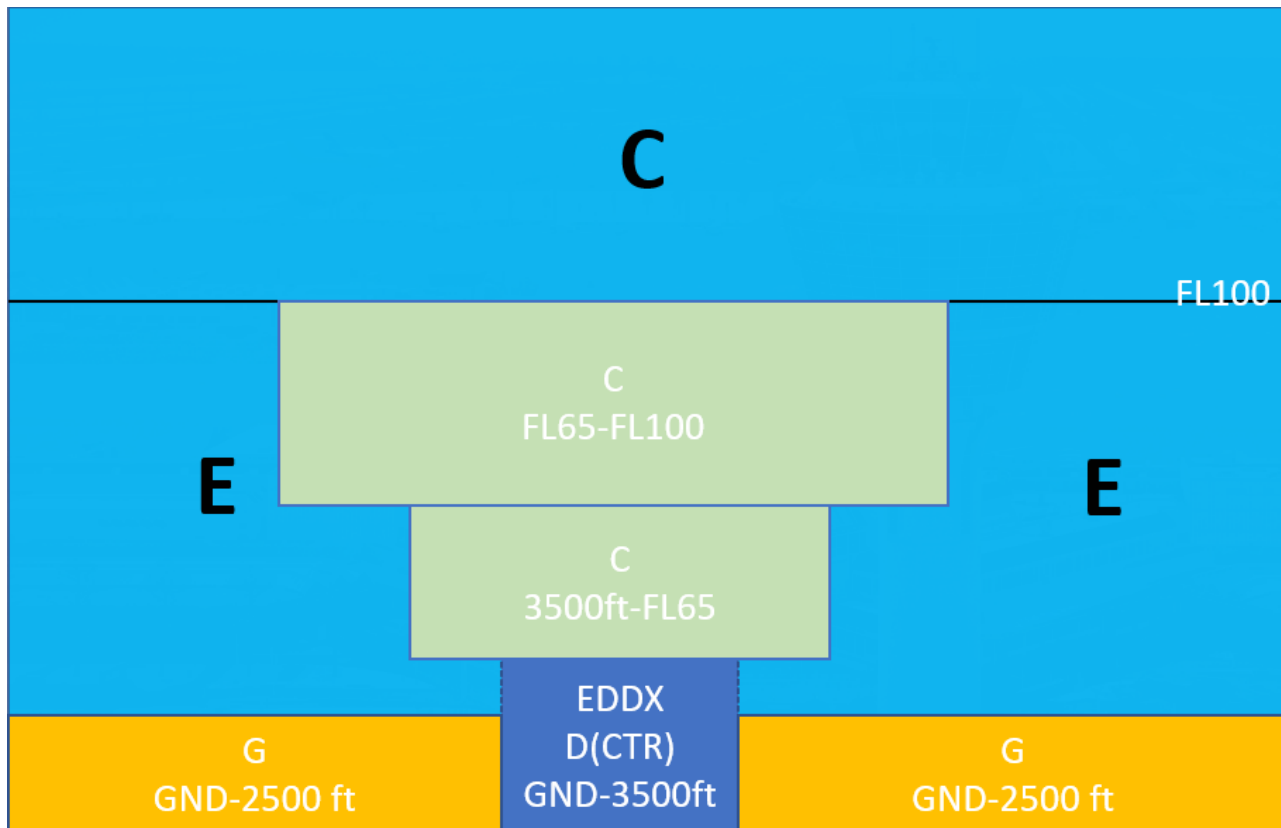 C
FL100
C
FL65-FL100
E
E
C
3500ft-FL65
EDDX
D(CTR)
GND-3500ft
G
GND-2500 ft
G
GND-2500 ft